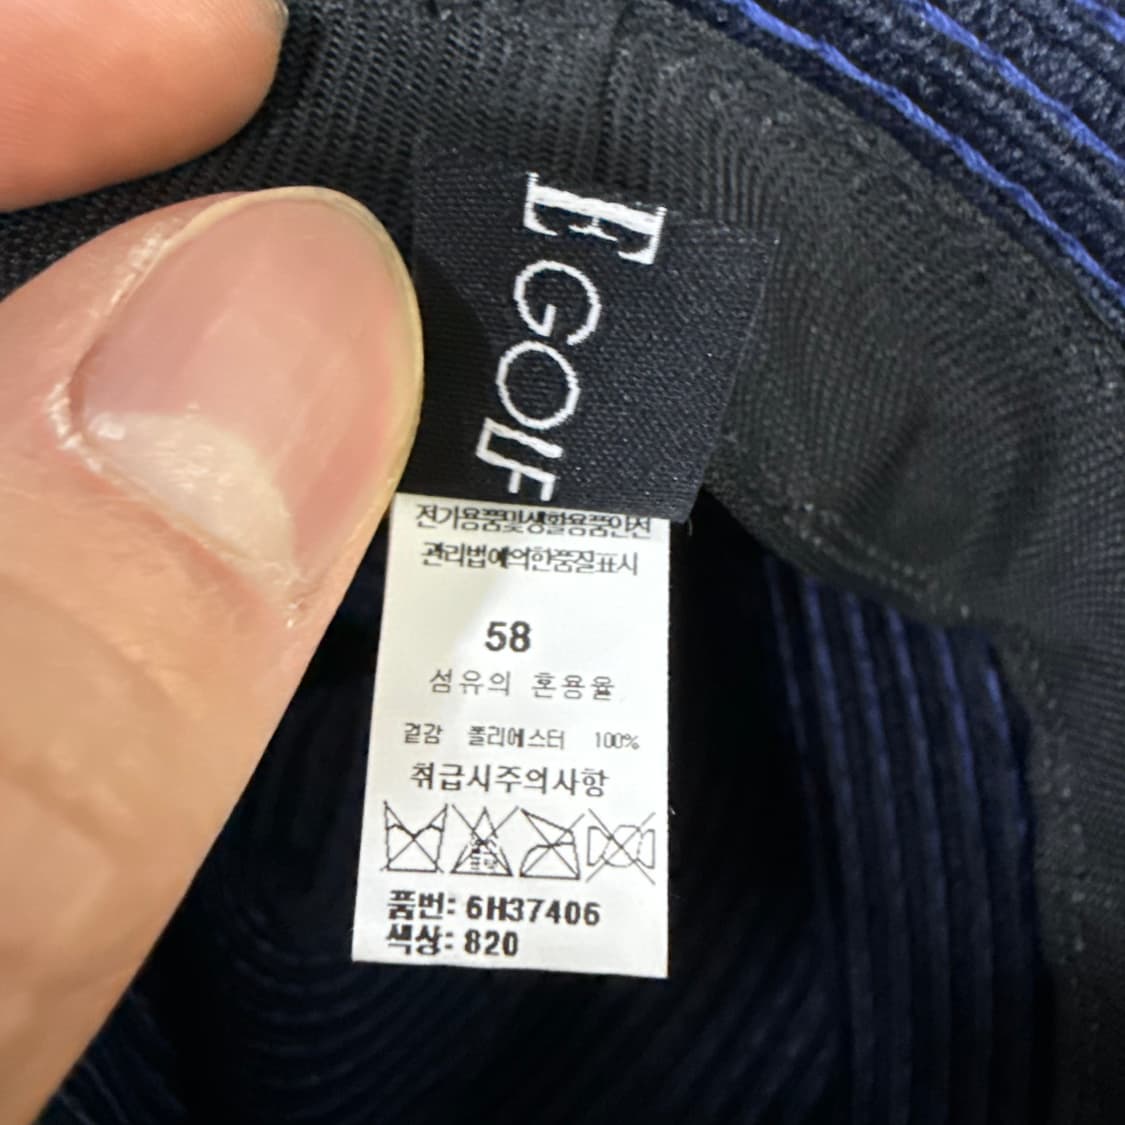 E GOLF
전기용품및생활용품안전
관리법에의한품질표시
58
섬유의 혼용율
겉감 폴리에스터 100%
취급시주의사항
품번: 6H37406
색상: 820